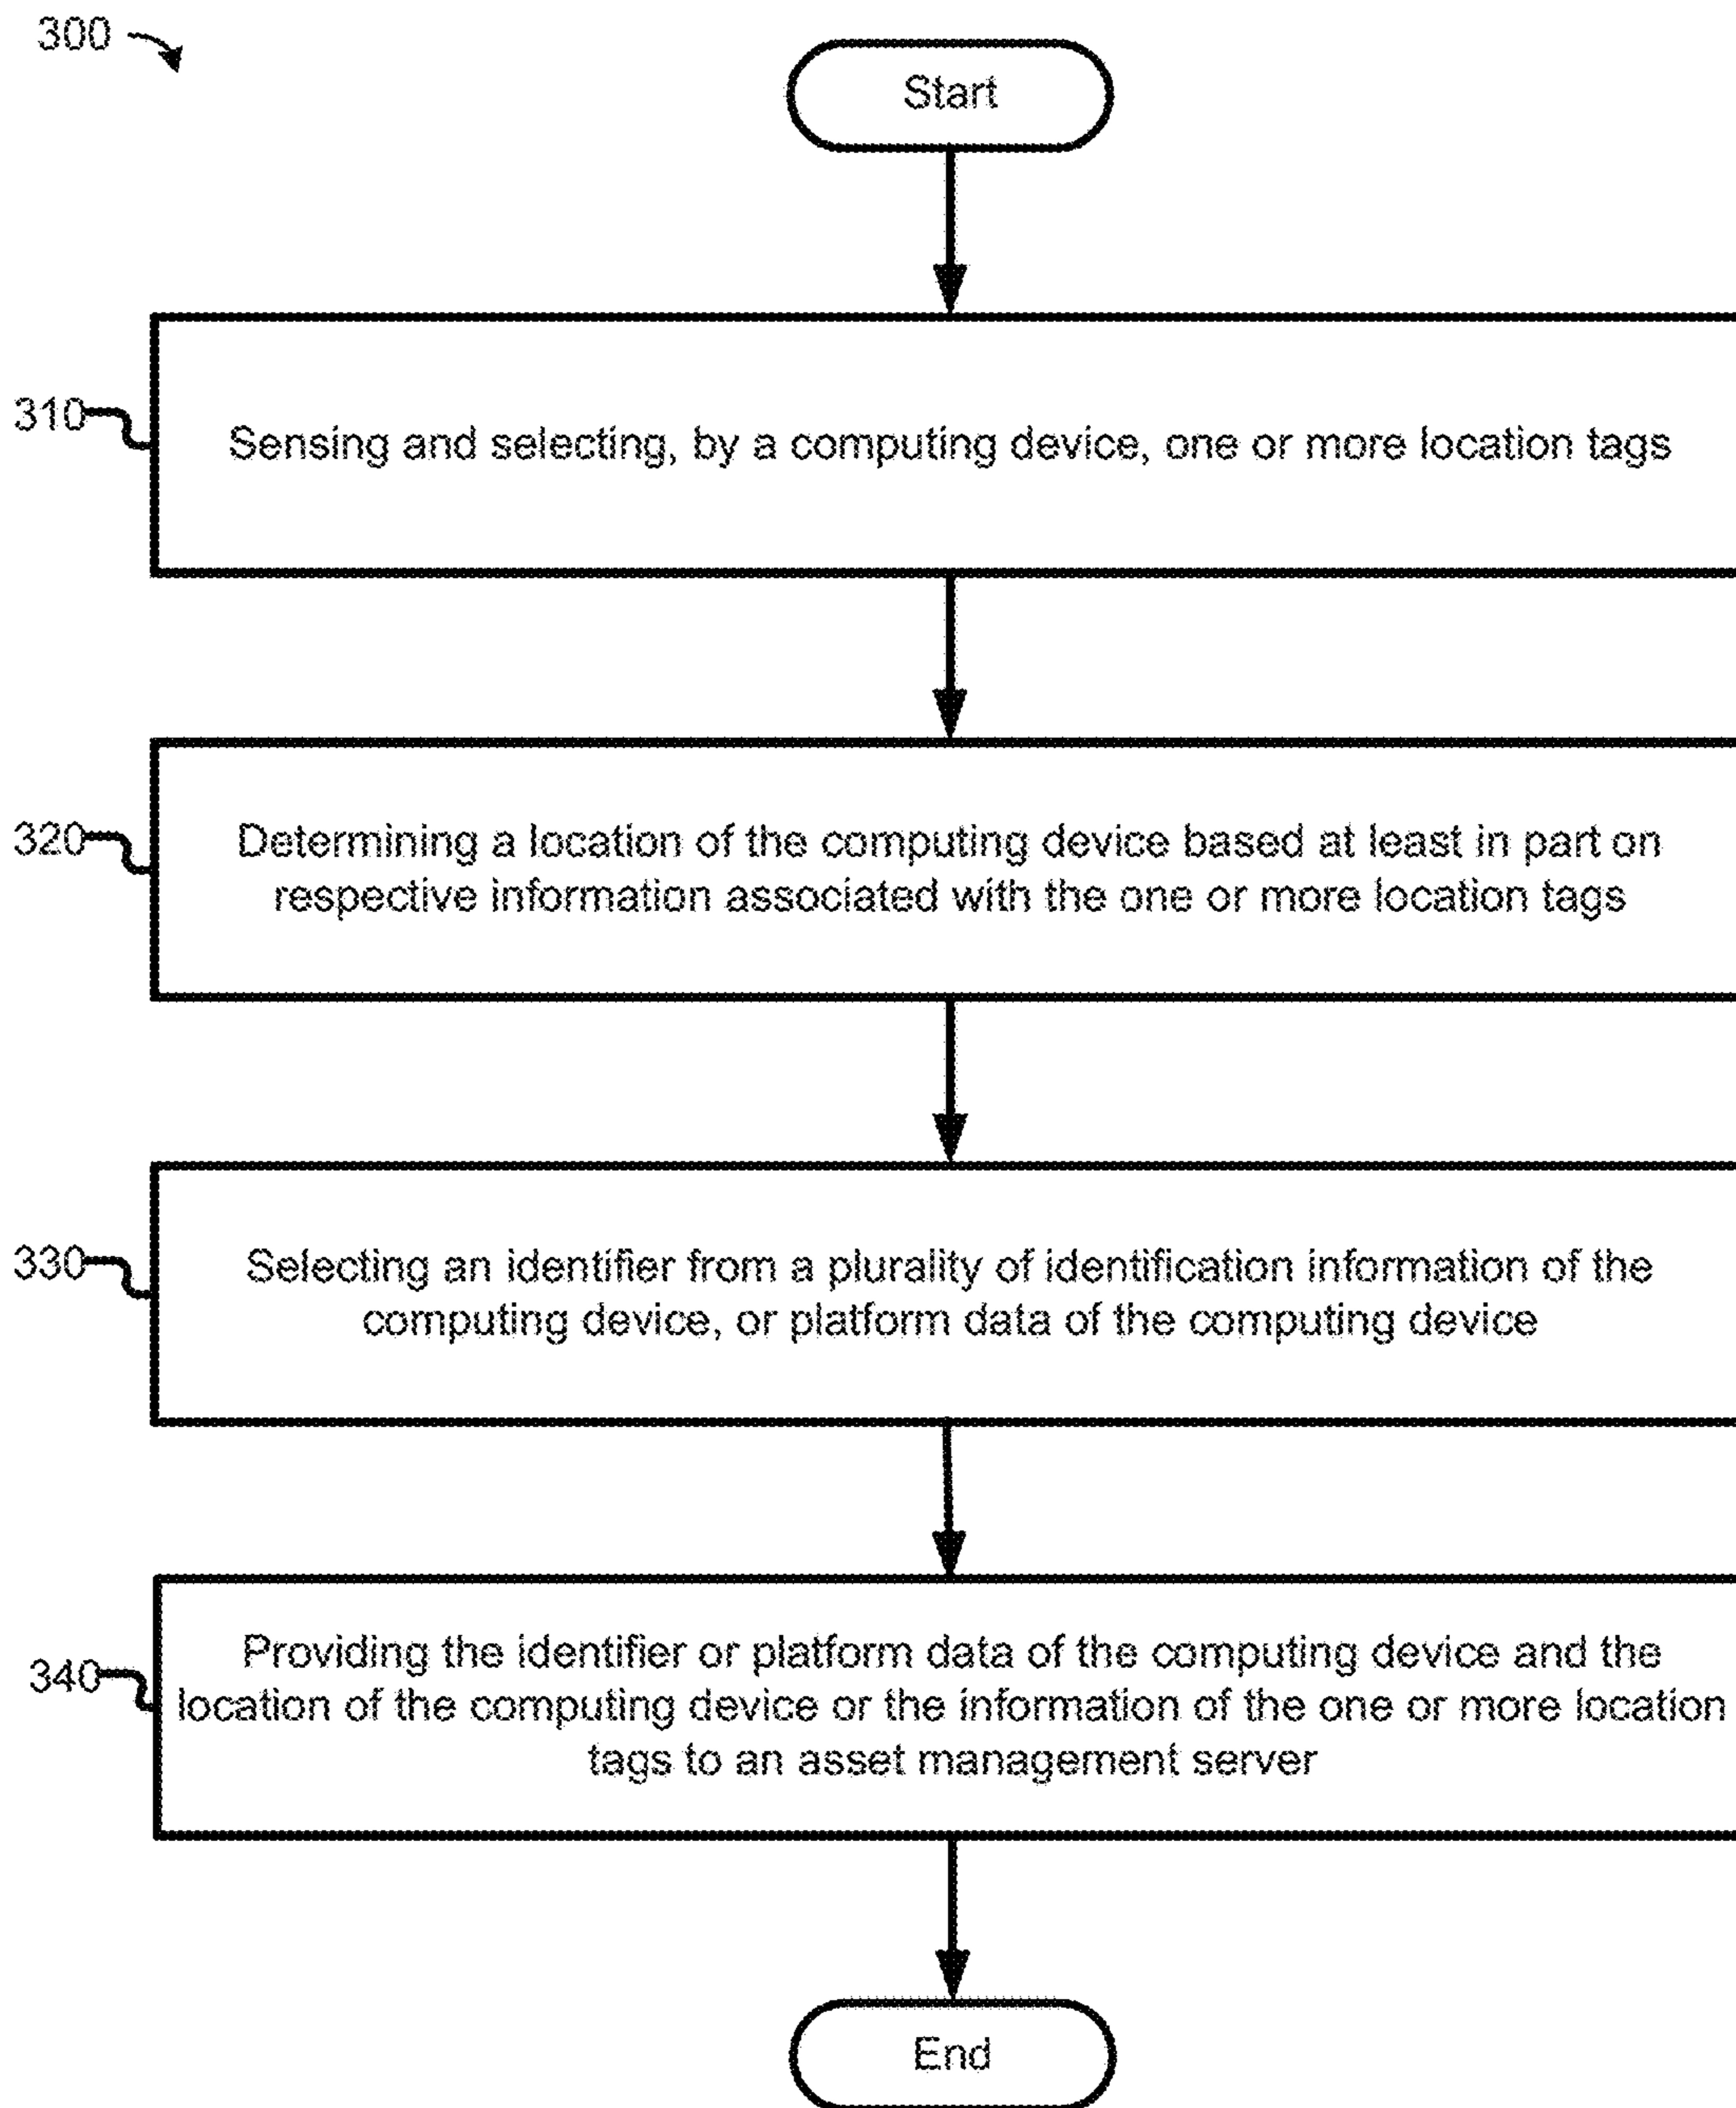 300
Start
310
Sensing and selecting, by a computing device, one or more location tags
320
Determining a location of the computing device based at least in part on
respective information associated with the one or more location tags
330
Selecting an identifier from a plurality of identification information of the
computing device, or platform data of the computing device
340
Providing the identifier or platform data of the computing device and the
location of the computing device or the information of the one or more location
tags to an asset management server
End